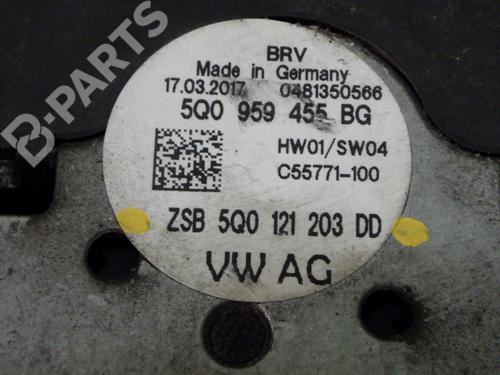 B-PARTS
BRV
Made in Germany
17.03.2017 0481350566
5Q0 959 455 BG
HW01/SW04
C55771-100
ZSB 5Q0 121 203 DD
VW AG